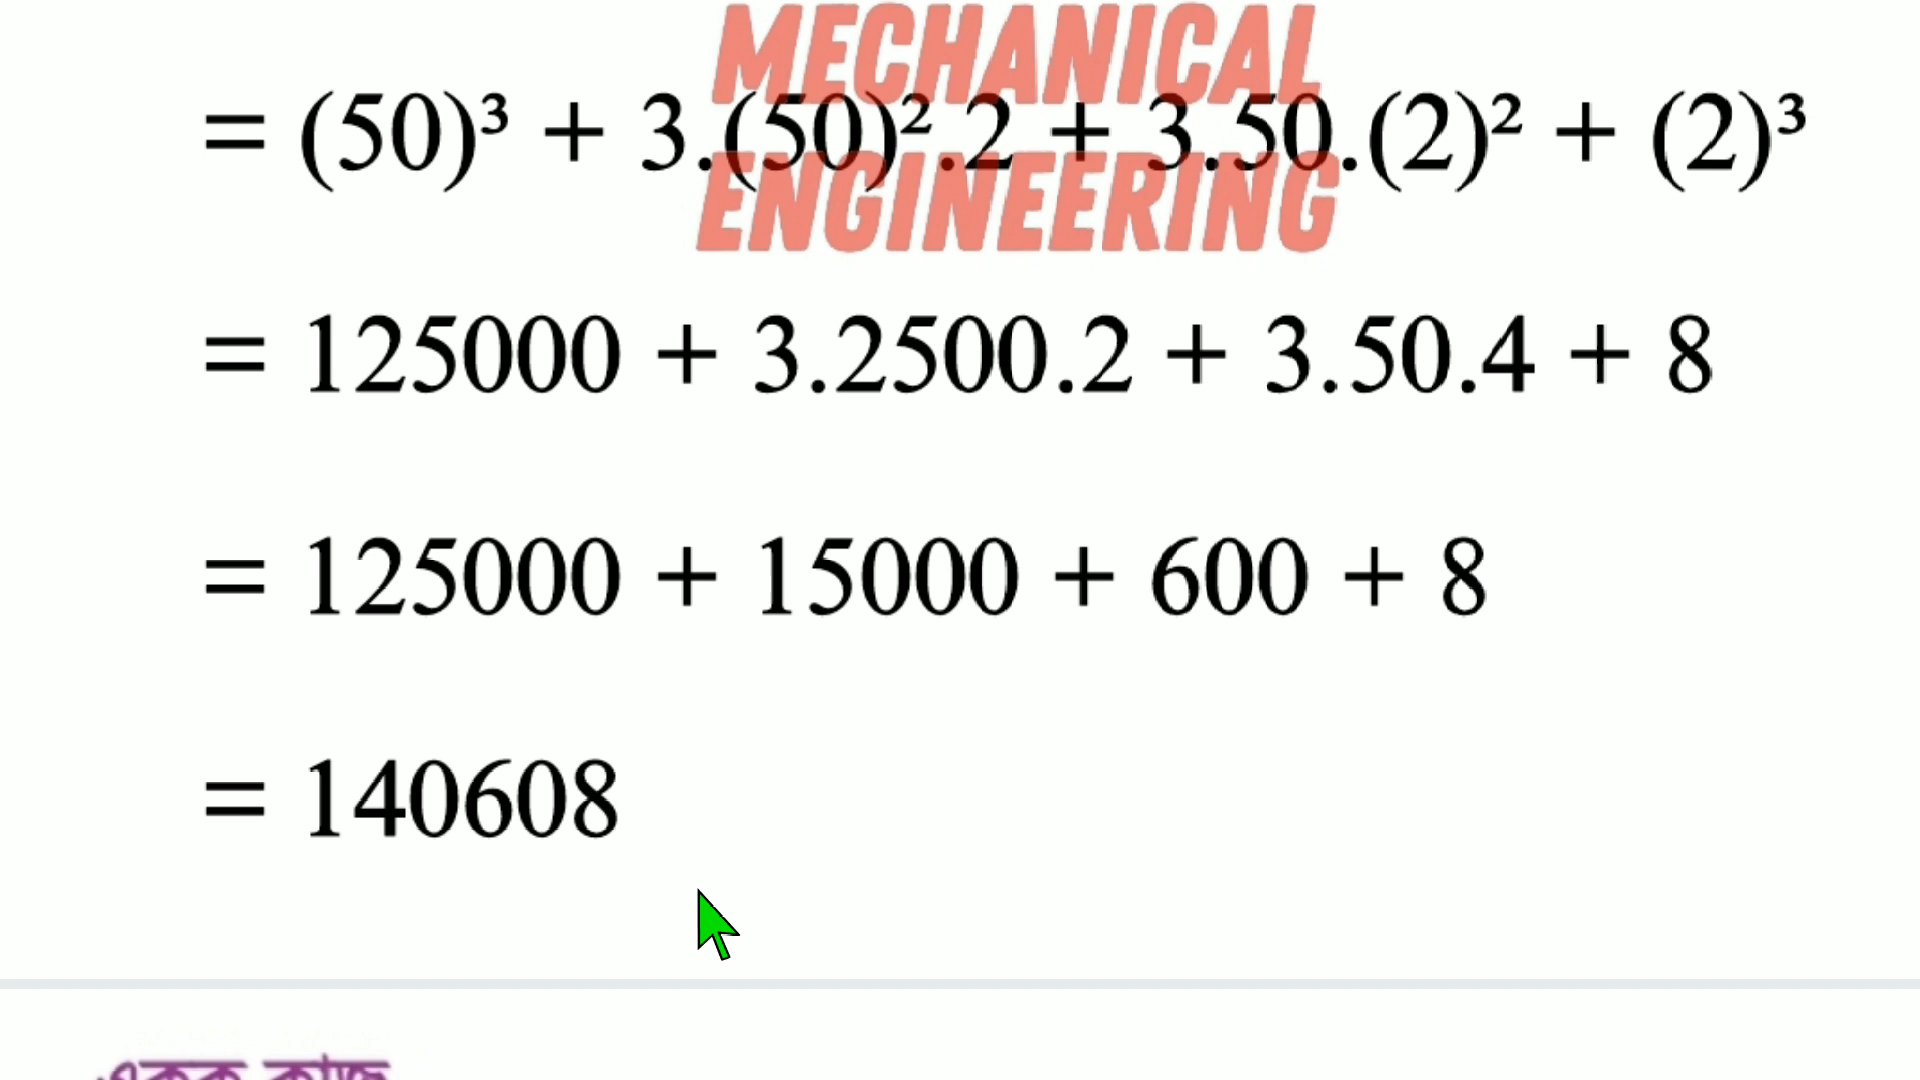 MECHANICAL
= (50)³ + 3.(50)² .2 + 3.50.(2)² + (2)³
ENGINEERING
= 125000 + 3.2500.2 + 3.50.4 + 8
= 125000 + 15000 + 600 + 8
= 140608
একক কাজ